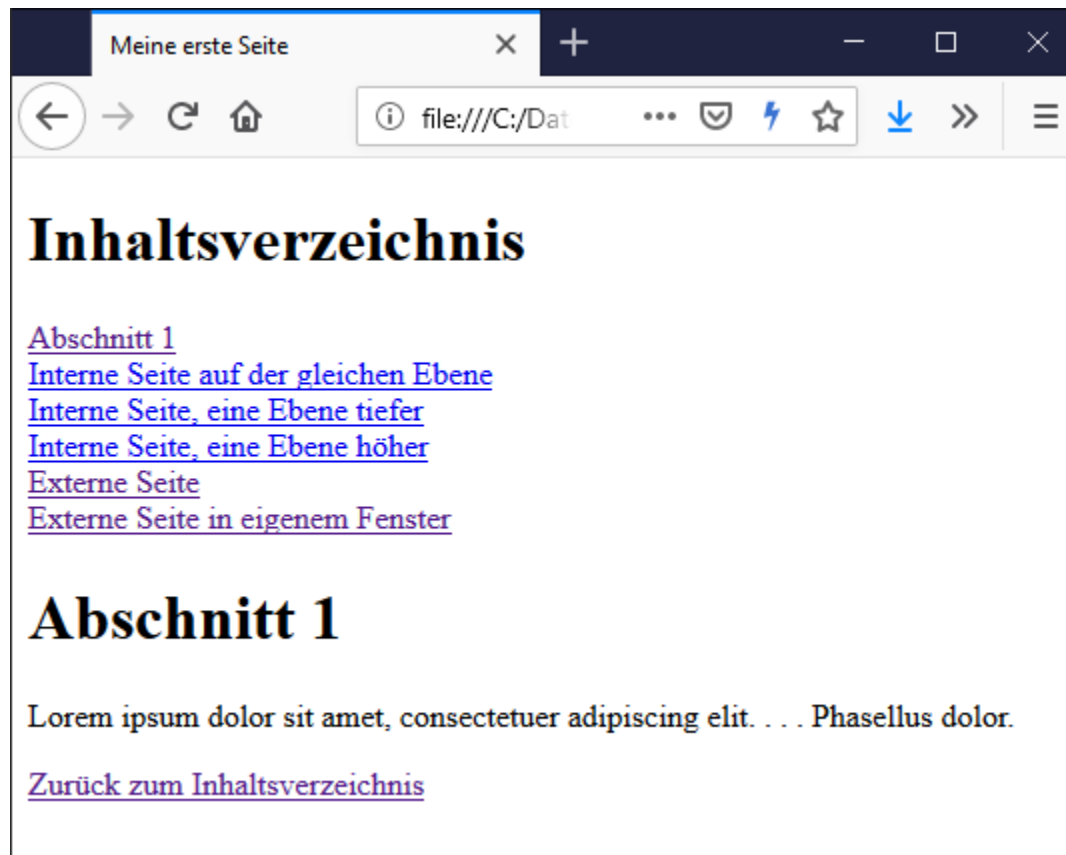 Meine erste Seite
file:///C:/Dat
Inhaltsverzeichnis
Abschnitt 1
Interne Seite auf der gleichen Ebene
Interne Seite, eine Ebene tiefer
Interne Seite, eine Ebene höher
Externe Seite
Externe Seite in eigenem Fenster
Abschnitt 1
Lorem ipsum dolor sit amet, consectetuer adipiscing elit. . . . Phasellus dolor.
Zurück zum Inhaltsverzeichnis